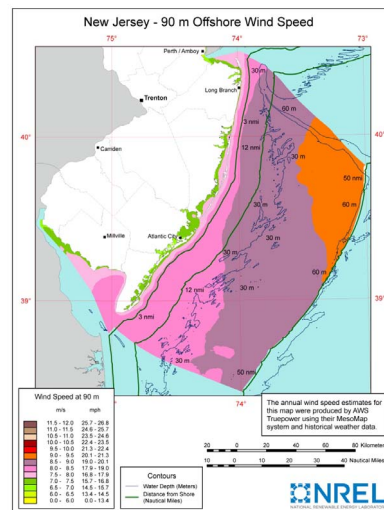 New Jersey - 90 m Offshore Wind Speed
75°
74°
73°
Perth / Amboy
30 m
Long Branch
60 m
Trenton
3 nmi
40°
40°
12 nmi
Camden
30 m
30 m
50 nmi
30 m
60 m
Millville
Atlantic City
30 m
30 m
60 m
12 nmi
30 m
39°
39°
3 nmi
30 m
30 m
50 nmi
75°
74°
Wind Speed at 90 m
m/s mph
11.5 - 12.0 25.7 - 26.8
11.0 - 11.5 24.6 - 25.7
10.5 - 11.0 23.5 - 24.6
10.0 - 10.5 22.4 - 23.5
9.5 - 10.0 21.3 - 22.4
9.0 - 9.5 20.1 - 21.3
8.5 - 9.0 19.0 - 20.1
8.0 - 8.5 17.9 - 19.0
7.5 - 8.0 16.8 - 17.9
7.0 - 7.5 15.7 - 16.8
6.5 - 7.0 14.5 - 15.7
6.0 - 6.5 13.4 - 14.5
0.0 - 6.0 0.0 - 13.4
Contours
Water Depth (Meters)
Distance from Shore
(Nautical Miles)
The annual wind speed estimates for
this map were produced by AWS
Truepower using their MesoMap
system and historical weather data.
20 0 20 40 60 80 Kilometers
10 0 10 20 30 40 Nautical Miles
NREL
NATIONAL RENEWABLE ENERGY LABORATORY